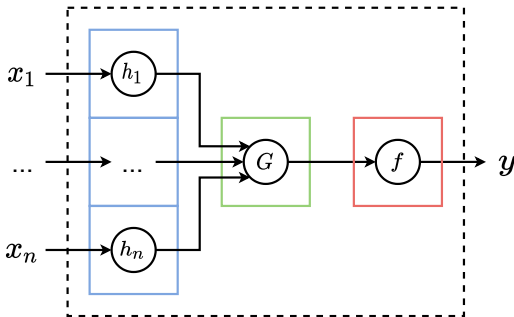 x₁ h₁
... ... G f y
xₙ hₙ